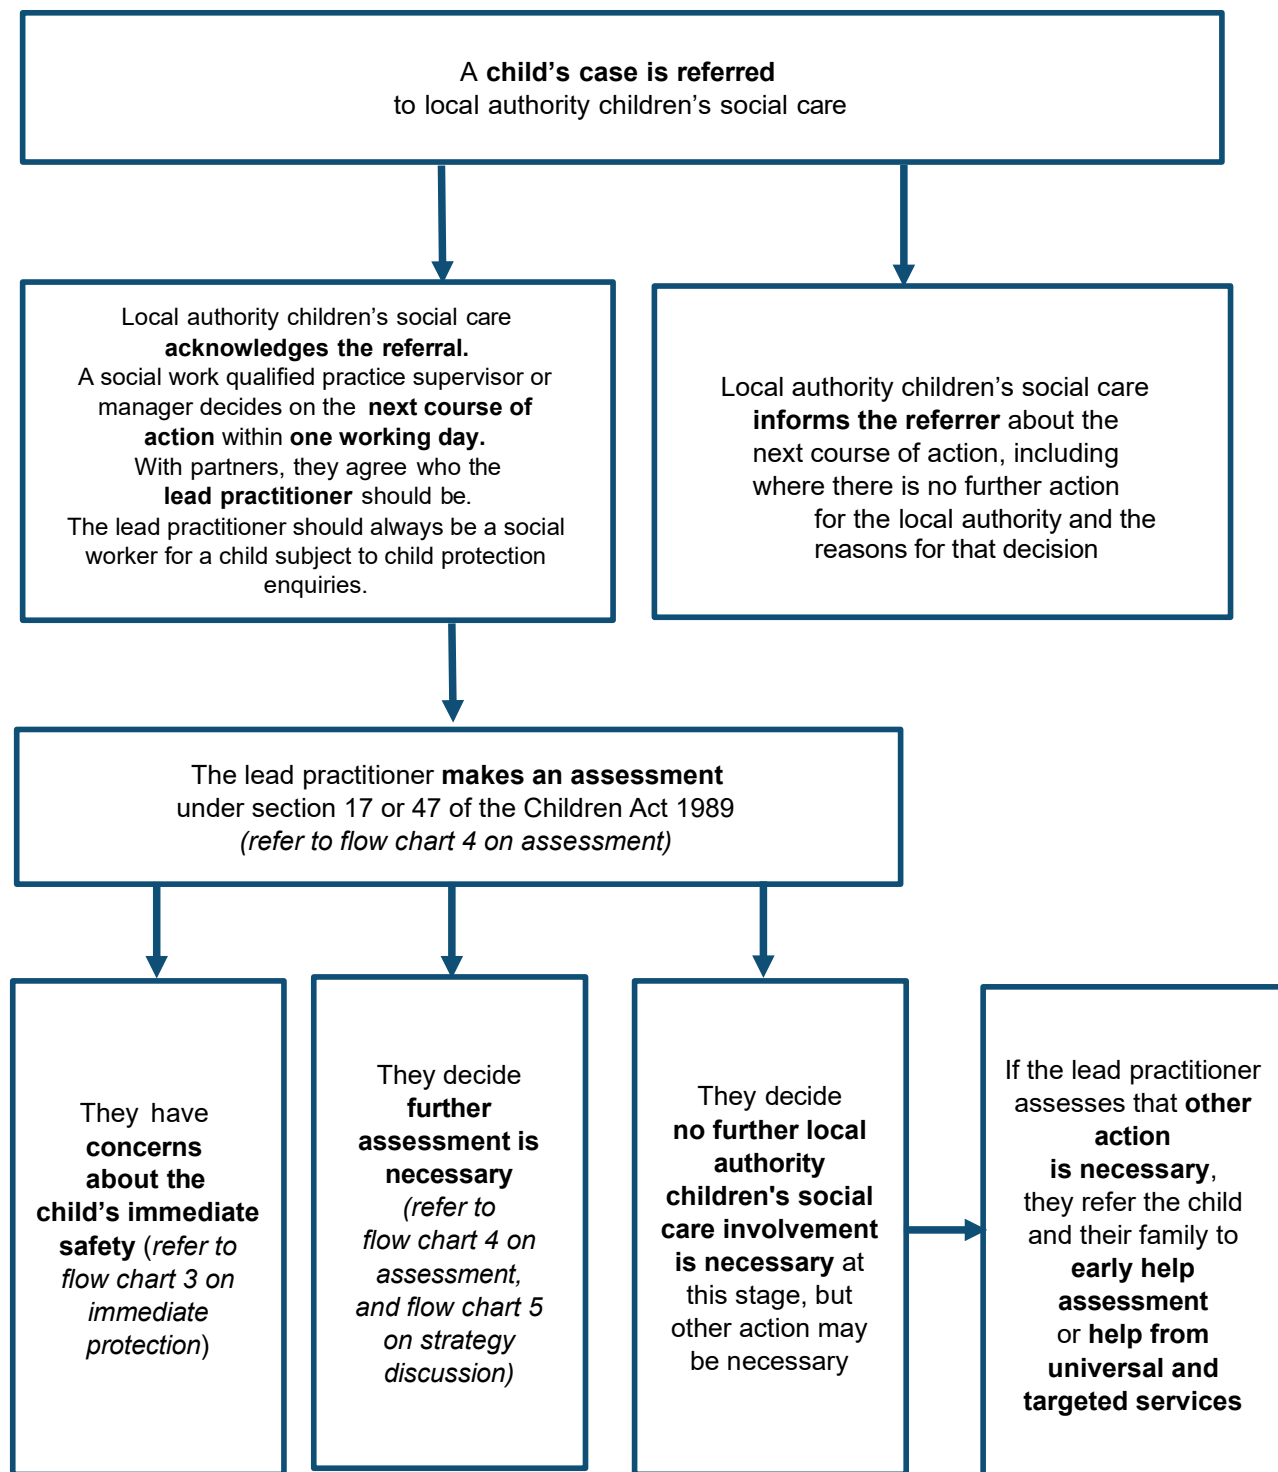 A child’s case is referred
to local authority children’s social care
Local authority children’s social care
acknowledges the referral.
A social work qualified practice supervisor or
manager decides on the next course of
action within one working day.
With partners, they agree who the
lead practitioner should be.
The lead practitioner should always be a social
worker for a child subject to child protection
enquiries.
Local authority children’s social care
informs the referrer about the
next course of action, including
where there is no further action
for the local authority and the
reasons for that decision
The lead practitioner makes an assessment
under section 17 or 47 of the Children Act 1989
(refer to flow chart 4 on assessment)
They have
concerns
about the
child’s immediate
safety (refer to
flow chart 3 on
immediate
protection)
They decide
further
assessment is
necessary
(refer to
flow chart 4 on
assessment,
and flow chart 5
on strategy
discussion)
They decide
no further local
authority
children's social
care involvement
is necessary at
this stage, but
other action may
be necessary
If the lead practitioner
assesses that other
action
is necessary,
they refer the child
and their family to
early help
assessment
or help from
universal and
targeted services